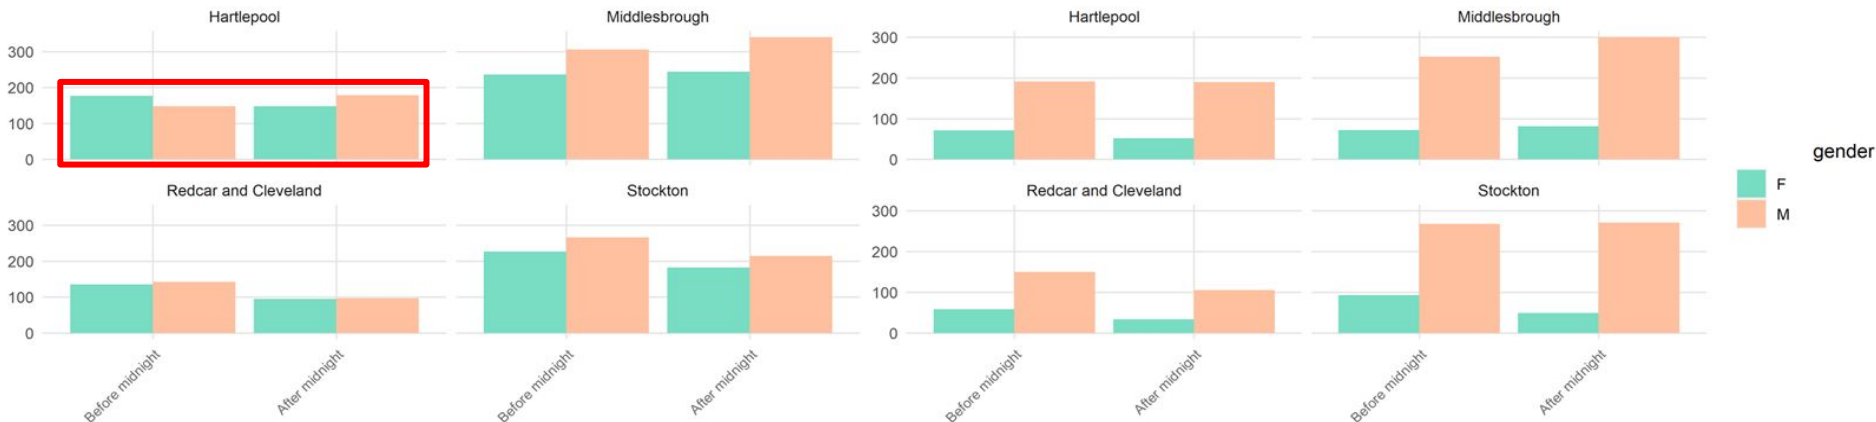 Hartlepool
Middlesbrough
300
200
100
0
Redcar and Cleveland
Stockton
300
200
100
0
Before midnight
After midnight
Before midnight
After midnight
Hartlepool
Middlesbrough
300
200
100
0
Redcar and Cleveland
Stockton
300
200
100
0
Before midnight
After midnight
Before midnight
After midnight
gender
F
M